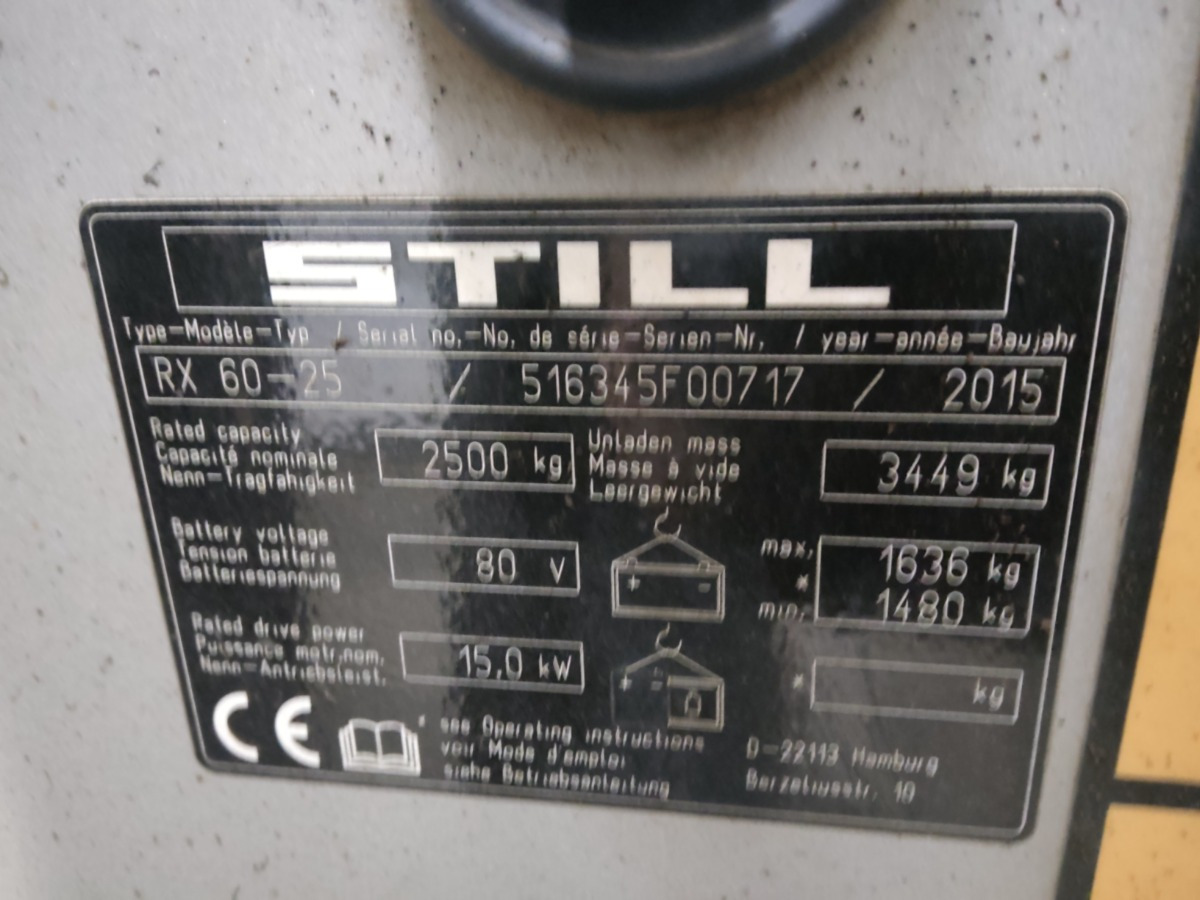 STILL
Type-Modèle-Typ / Serial no.-No. de série-Serien-Nr. / year-année-Baujahr
RX 60-25 / 516345F00717 / 2015
Rated capacity
Capacité nominale
Nenn-Tragfähigkeit
2500 kg
Unladen mass
Masse à vide
Leergewicht
3449 kg
Battery voltage
Tension batterie
Batteriespannung
80 V
+ -
max. 1636 kg
*
min. 1480 kg
Rated drive power
Puissance motr.nom.
Nenn-Antriebsleist.
15.0 kW
+ =
* kg
CE
* see Operating instructions
voir Mode d'emploi
siehe Betriebsanleitung
D-22113 Hamburg
Berzeliusstr. 10